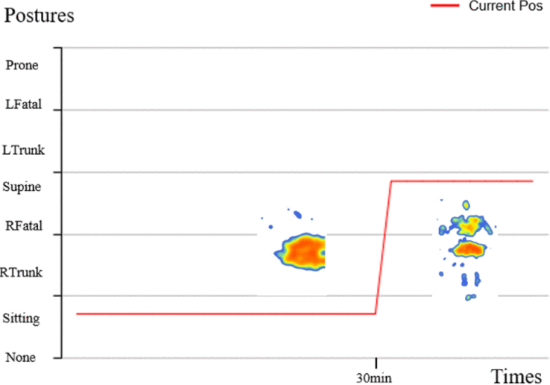 Postures
Current Pos
Prone
LFatal
LTrunk
Supine
RFatal
RTrunk
Sitting
None
30min
Times